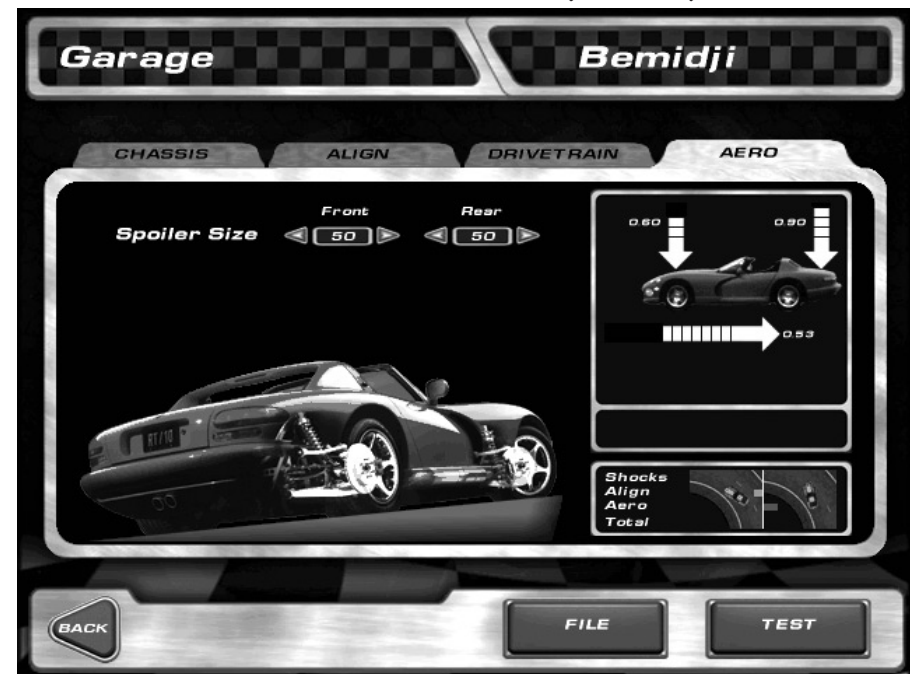 Garage
Bemidji
CHASSIS ALIGN DRIVETRAIN AERO
Front Rear
Spoiler Size 50 50
0.60 0.90
0.53
RT/10
Shocks
Align
Aero
Total
BACK
FILE
TEST